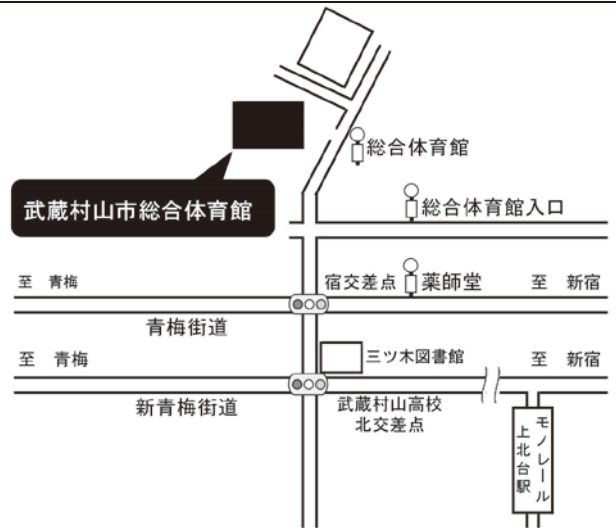 総合体育館
武蔵村山市総合体育館
総合体育館入口
至 青梅
宿交差点
薬師堂
至 新宿
青梅街道
至 青梅
三ツ木図書館
至 新宿
新青梅街道
武蔵村山高校
北交差点
モノレール
上北台駅